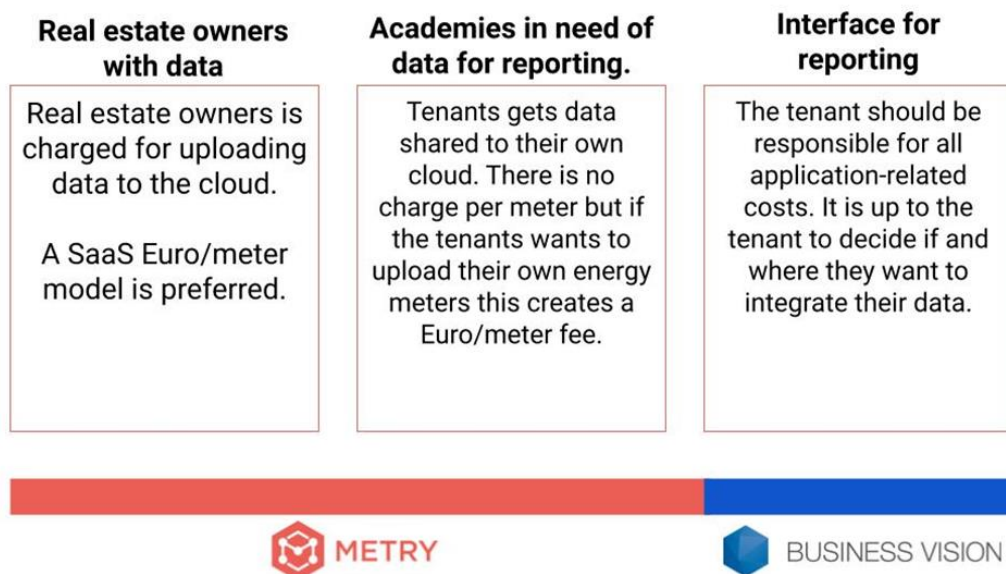 Real estate owners
with data
Real estate owners is
charged for uploading
data to the cloud.
A SaaS Euro/meter
model is preferred.
Academies in need of
data for reporting.
Tenants gets data
shared to their own
cloud. There is no
charge per meter but if
the tenants wants to
upload their own energy
meters this creates a
Euro/meter fee.
Interface for
reporting
The tenant should be
responsible for all
application-related
costs. It is up to the
tenant to decide if and
where they want to
integrate their data.
METRY
BUSINESS VISION